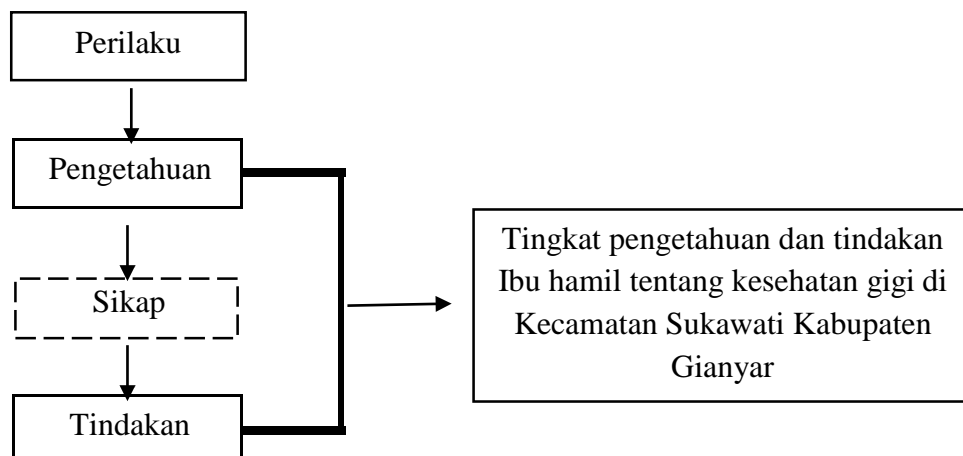 Perilaku
Pengetahuan
Sikap
Tindakan
Tingkat pengetahuan dan tindakan
Ibu hamil tentang kesehatan gigi di
Kecamatan Sukawati Kabupaten
Gianyar